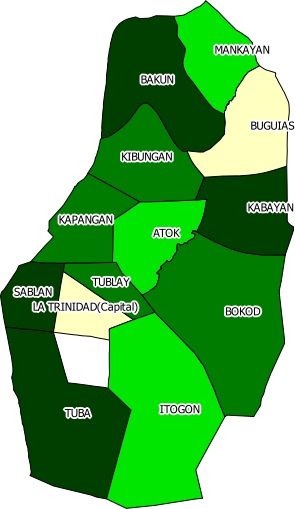 MANKAYAN
BAKUN
BUGUIAS
KIBUNGAN
KABAYAN
KAPANGAN
ATOK
TUBLAY
SABLAN
LA TRINIDAD(Capital)
BOKOD
TUBA
ITOGON